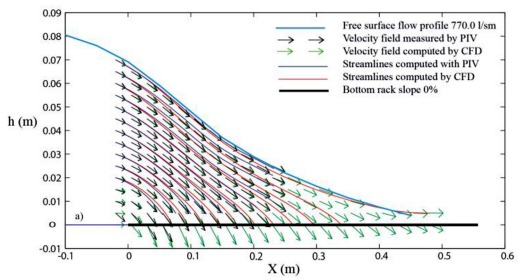 Free surface flow profile 770.0 l/sm
Velocity field measured by PIV
Velocity field computed by CFD
Streamlines computed with PIV
Streamlines computed by CFD
Bottom rack slope 0%
0.09
0.08
0.07
0.06
0.05
h (m)
0.04
0.03
0.02
0.01
a)
0
-0.01
-0.1 0 0.1 0.2 0.3 0.4 0.5 0.6
X (m)